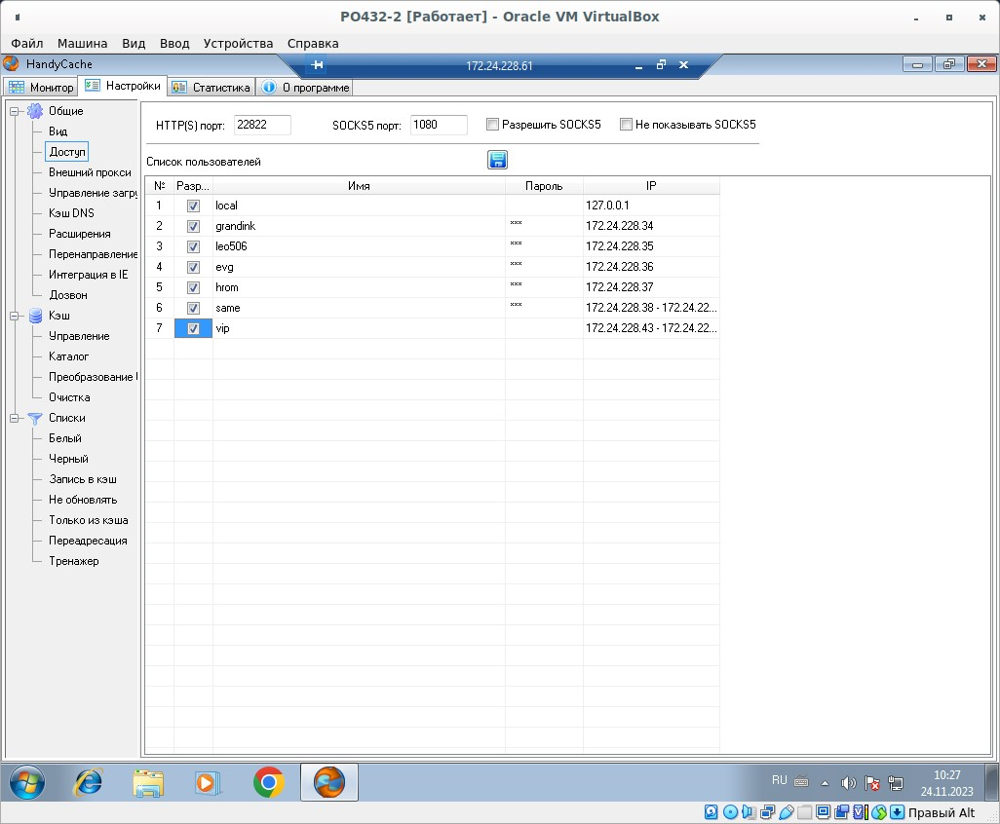 PO432-2 [Работает] - Oracle VM VirtualBox
Файл Машина Вид Ввод Устройства Справка
HandyCache
172.24.228.61
Монитор Настройки Статистика О программе
Общие
Вид
Доступ
Внешний прокси
Управление загру
Кэш DNS
Расширения
Перенаправление
Интеграция в IE
Дозвон
Кэш
Управление
Каталог
Преобразование
Очистка
Списки
Белый
Черный
Запись в кэш
Не обновлять
Только из кэша
Переадресация
Тренажер
HTTP(S) порт: 22822 SOCKS5 порт: 1080 Разрешить SOCKS5 Не показывать SOCKS5
Список пользователей
№ Разр... Имя Пароль IP
1 local 127.0.0.1
2 grandink *** 172.24.228.34
3 leo506 *** 172.24.228.35
4 evg *** 172.24.228.36
5 hrom *** 172.24.228.37
6 same *** 172.24.228.38 - 172.24.22...
7 vip 172.24.228.43 - 172.24.22...
RU
10:27
24.11.2023
Правый Alt